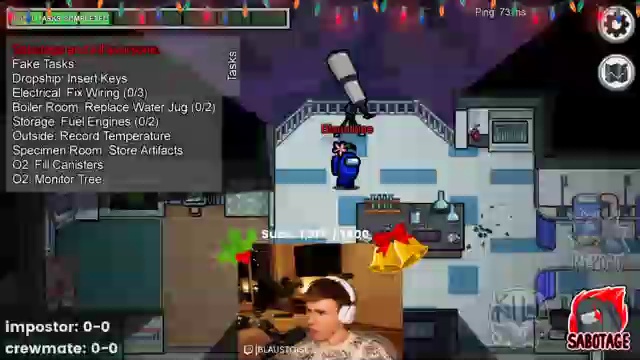 TASKS COMPLETED
Ping: 73 ms
Tasks
Fake Tasks
Dropship: Insert Keys
Electrical: Fix Wiring (0/3)
Boiler Room: Replace Water Jug (0/2)
Storage: Fuel Engines (0/2)
Outside: Record Temperature
Specimen Room: Store Artifacts
O2: Fill Canisters
O2: Monitor Tree
REPORT
KILL
SABOTAGE
impostor: 0-0
crewmate: 0-0